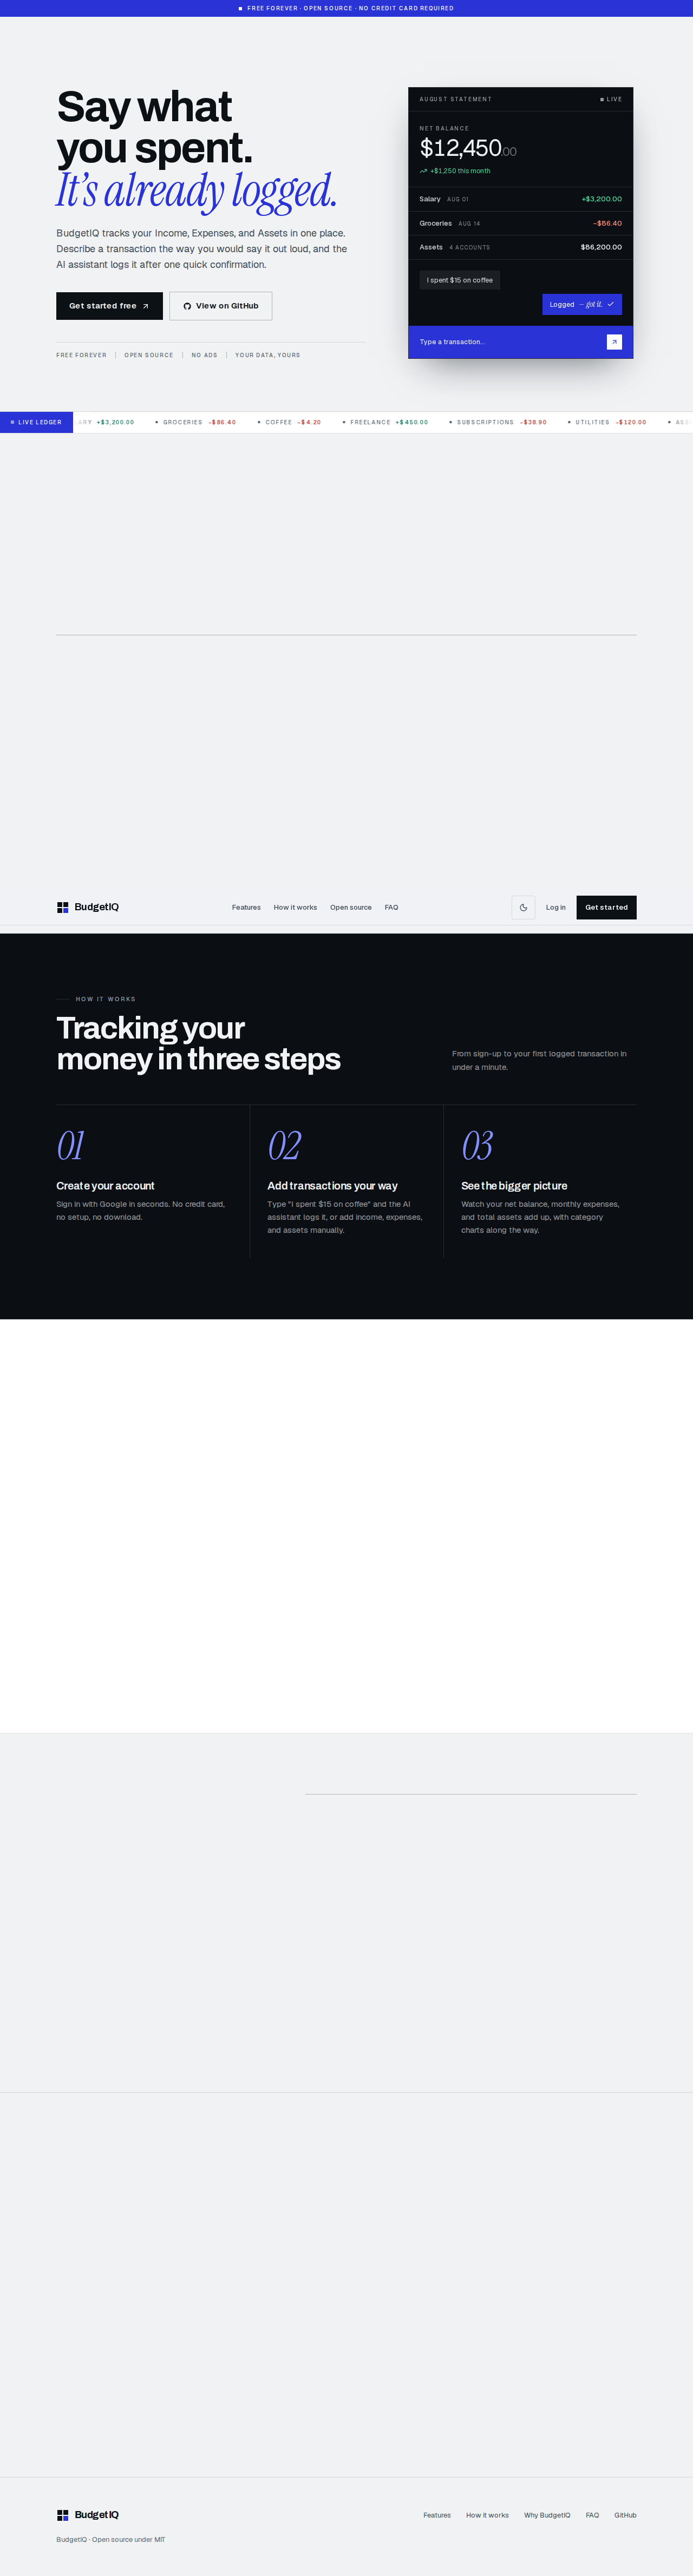 FREE FOREVER · OPEN SOURCE · NO CREDIT CARD REQUIRED
Say what
you spent.
It's already logged.
BudgetIQ tracks your Income, Expenses, and Assets in one place.
Describe a transaction the way you would say it out loud, and the
AI assistant logs it after one quick confirmation.
Get started free
View on GitHub
FREE FOREVER | OPEN SOURCE | NO ADS | YOUR DATA, YOURS
AUGUST STATEMENT
LIVE
NET BALANCE
$12,450.00
+$1,250 this month
Salary AUG 01 +$3,200.00
Groceries AUG 14 −$86.40
Assets 4 ACCOUNTS $86,200.00
I spent $15 on coffee
Logged — got it.
Type a transaction...
LIVE LEDGER
+$3,200.00 • GROCERIES −$86.40 • COFFEE −$4.20 • FREELANCE +$450.00 • SUBSCRIPTIONS −$38.90 • UTILITIES −$120.00 •
BudgetIQ
Features How it works Open source FAQ
Log in
Get started
HOW IT WORKS
Tracking your
money in three steps
From sign-up to your first logged transaction in
under a minute.
01
Create your account
Sign in with Google in seconds. No credit card,
no setup, no download.
02
Add transactions your way
Type "I spent $15 on coffee" and the AI
assistant logs it, or add income, expenses,
and assets manually.
03
See the bigger picture
Watch your net balance, monthly expenses,
and total assets add up, with category
charts along the way.
BudgetIQ
Features How it works Why BudgetIQ FAQ GitHub
BudgetIQ · Open source under MIT